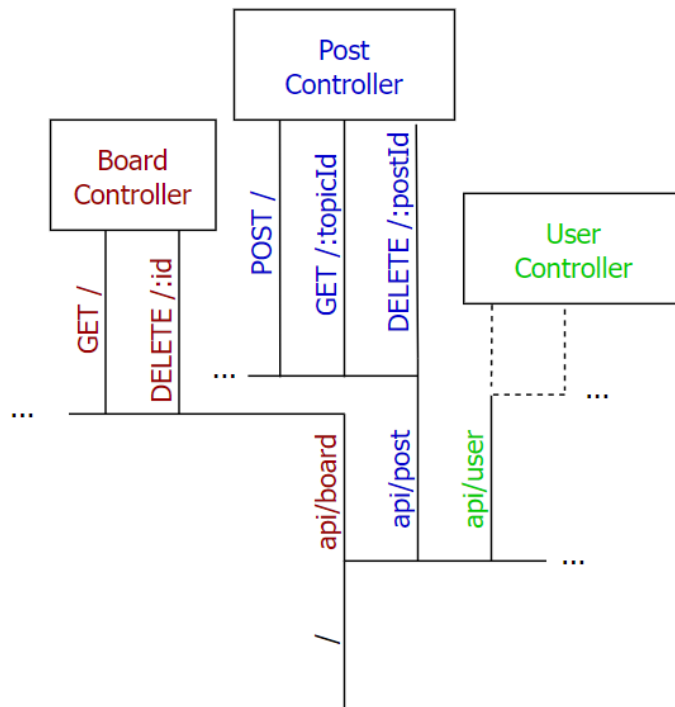 Post
Controller
Board
Controller
User
Controller
GET /
DELETE /:id
POST /
GET /:topicId
DELETE /:postId
...
...
...
api/board
api/post
api/user
...
/